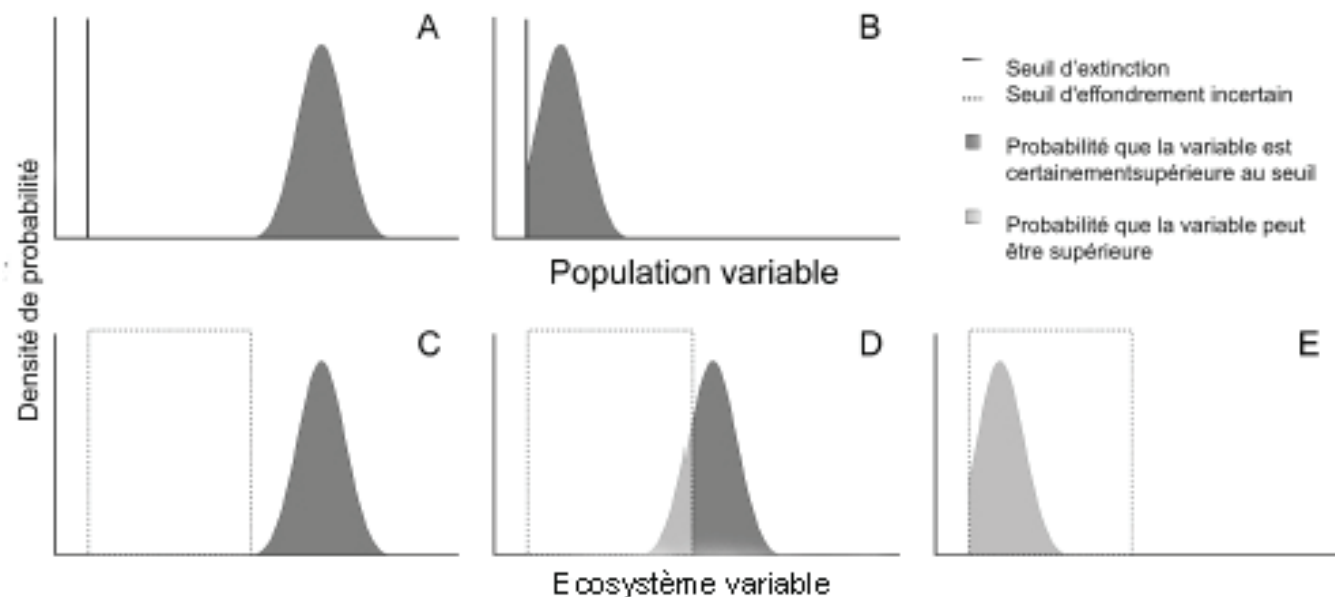 A
B
Seuil d'extinction
Seuil d'effondrement incertain
Probabilité que la variable est
certainementsupérieure au seuil
Probabilité que la variable peut
être supérieure
Densité de probabilité
Population variable
C
D
E
Ecosystème variable